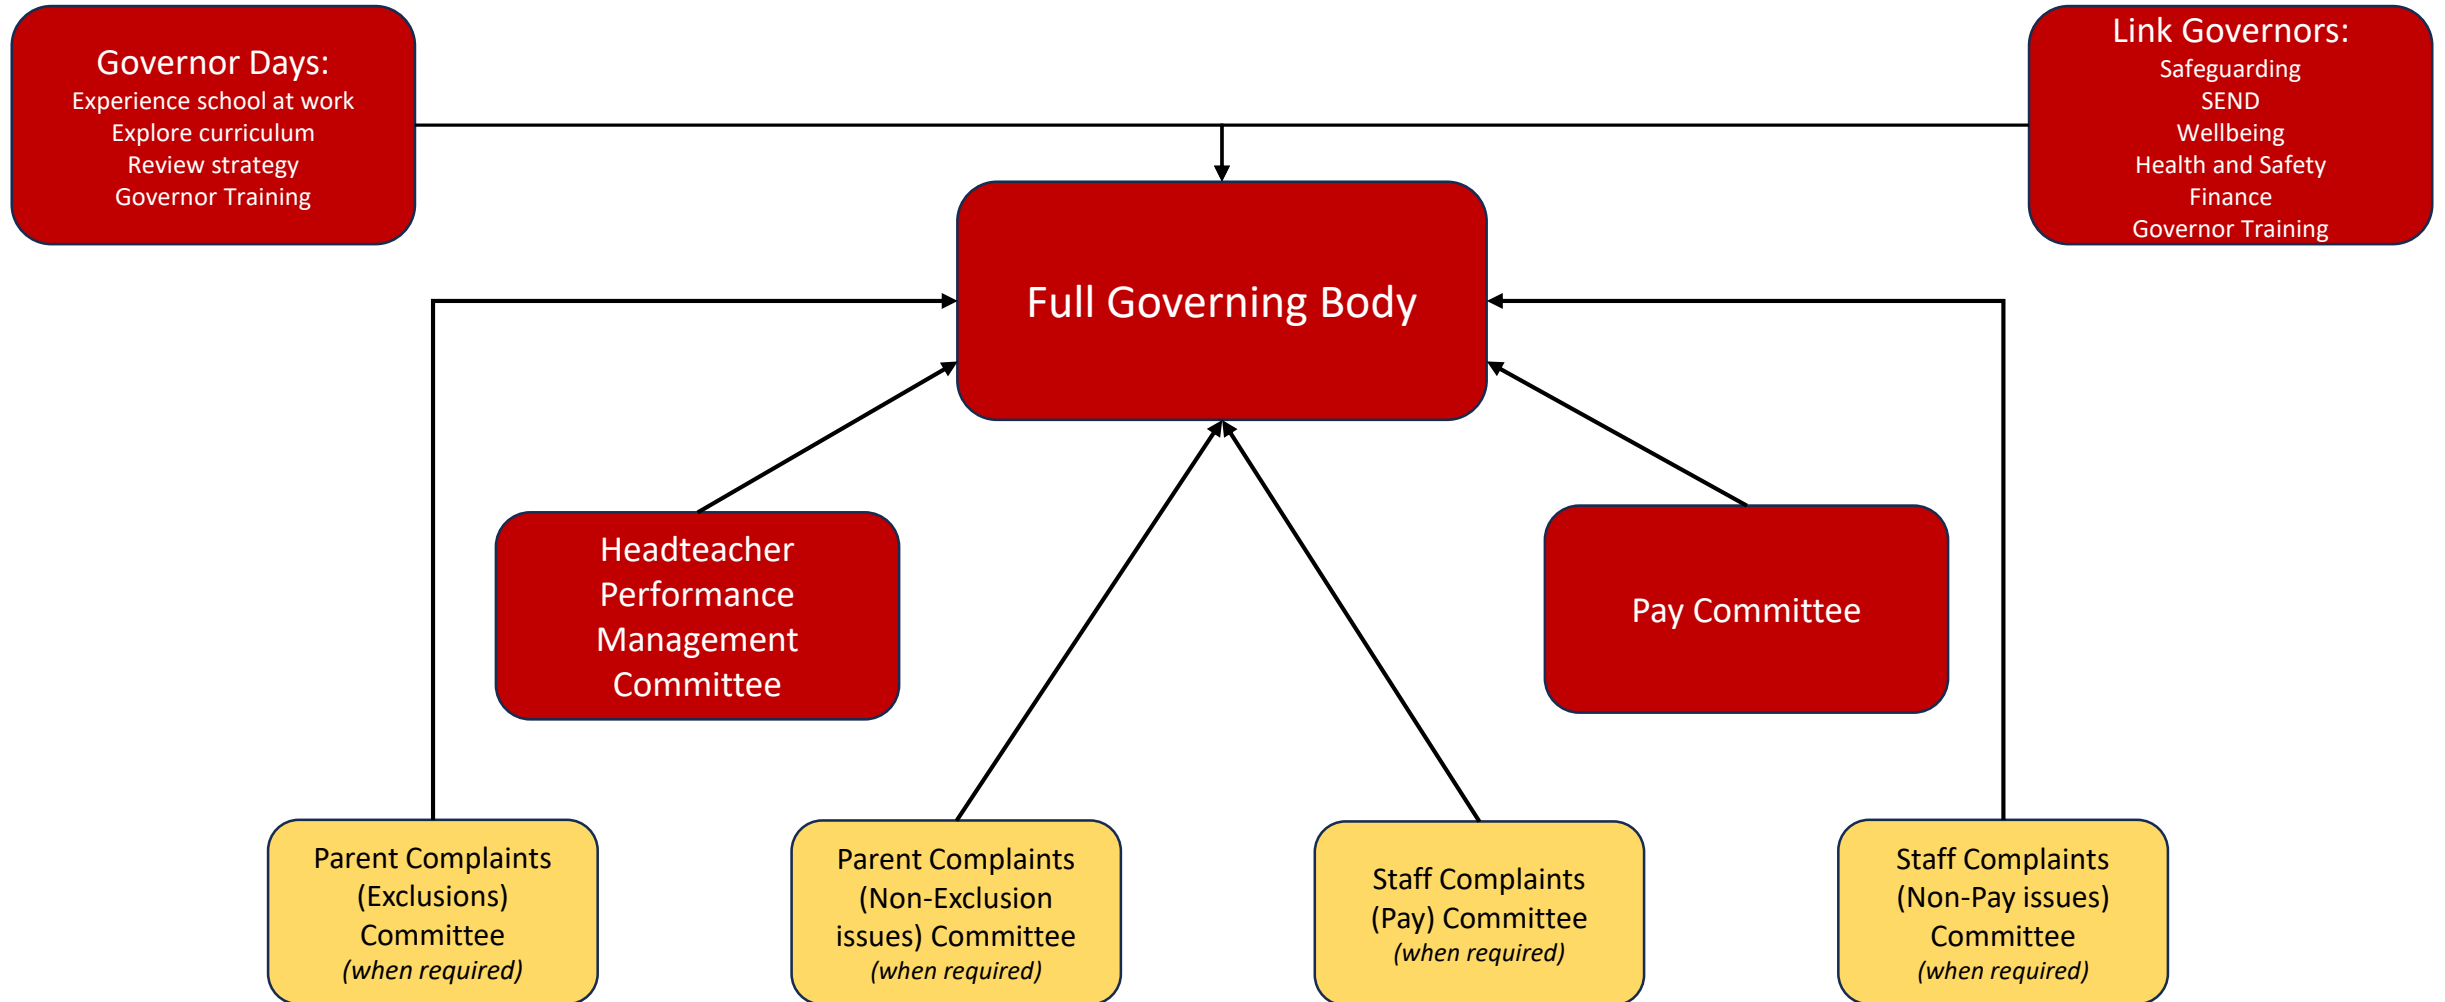 Governor Days:
Experience school at work
Explore curriculum
Review strategy
Governor Training
Link Governors:
Safeguarding
SEND
Wellbeing
Health and Safety
Finance
Governor Training
Full Governing Body
Headteacher
Performance
Management
Committee
Pay Committee
Parent Complaints
(Exclusions)
Committee
(when required)
Parent Complaints
(Non-Exclusion
issues) Committee
(when required)
Staff Complaints
(Pay) Committee
(when required)
Staff Complaints
(Non-Pay issues)
Committee
(when required)